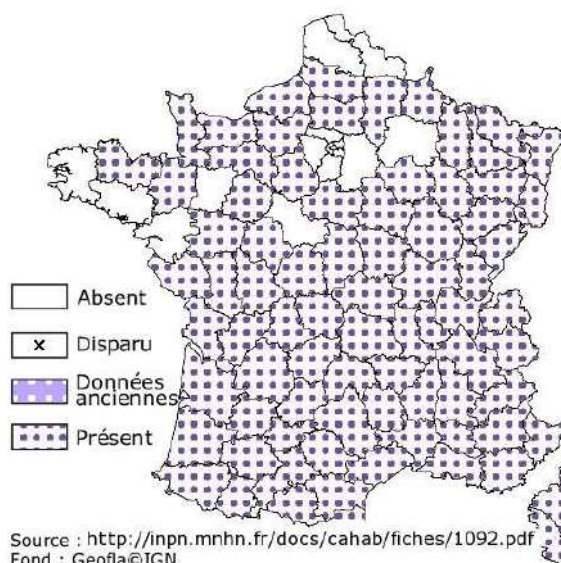 Absent
Disparu
Données
anciennes
Présent
Source : http://inpn.mnhn.fr/docs/cahab/fiches/1092.pdf
Fond : Geofla©IGN